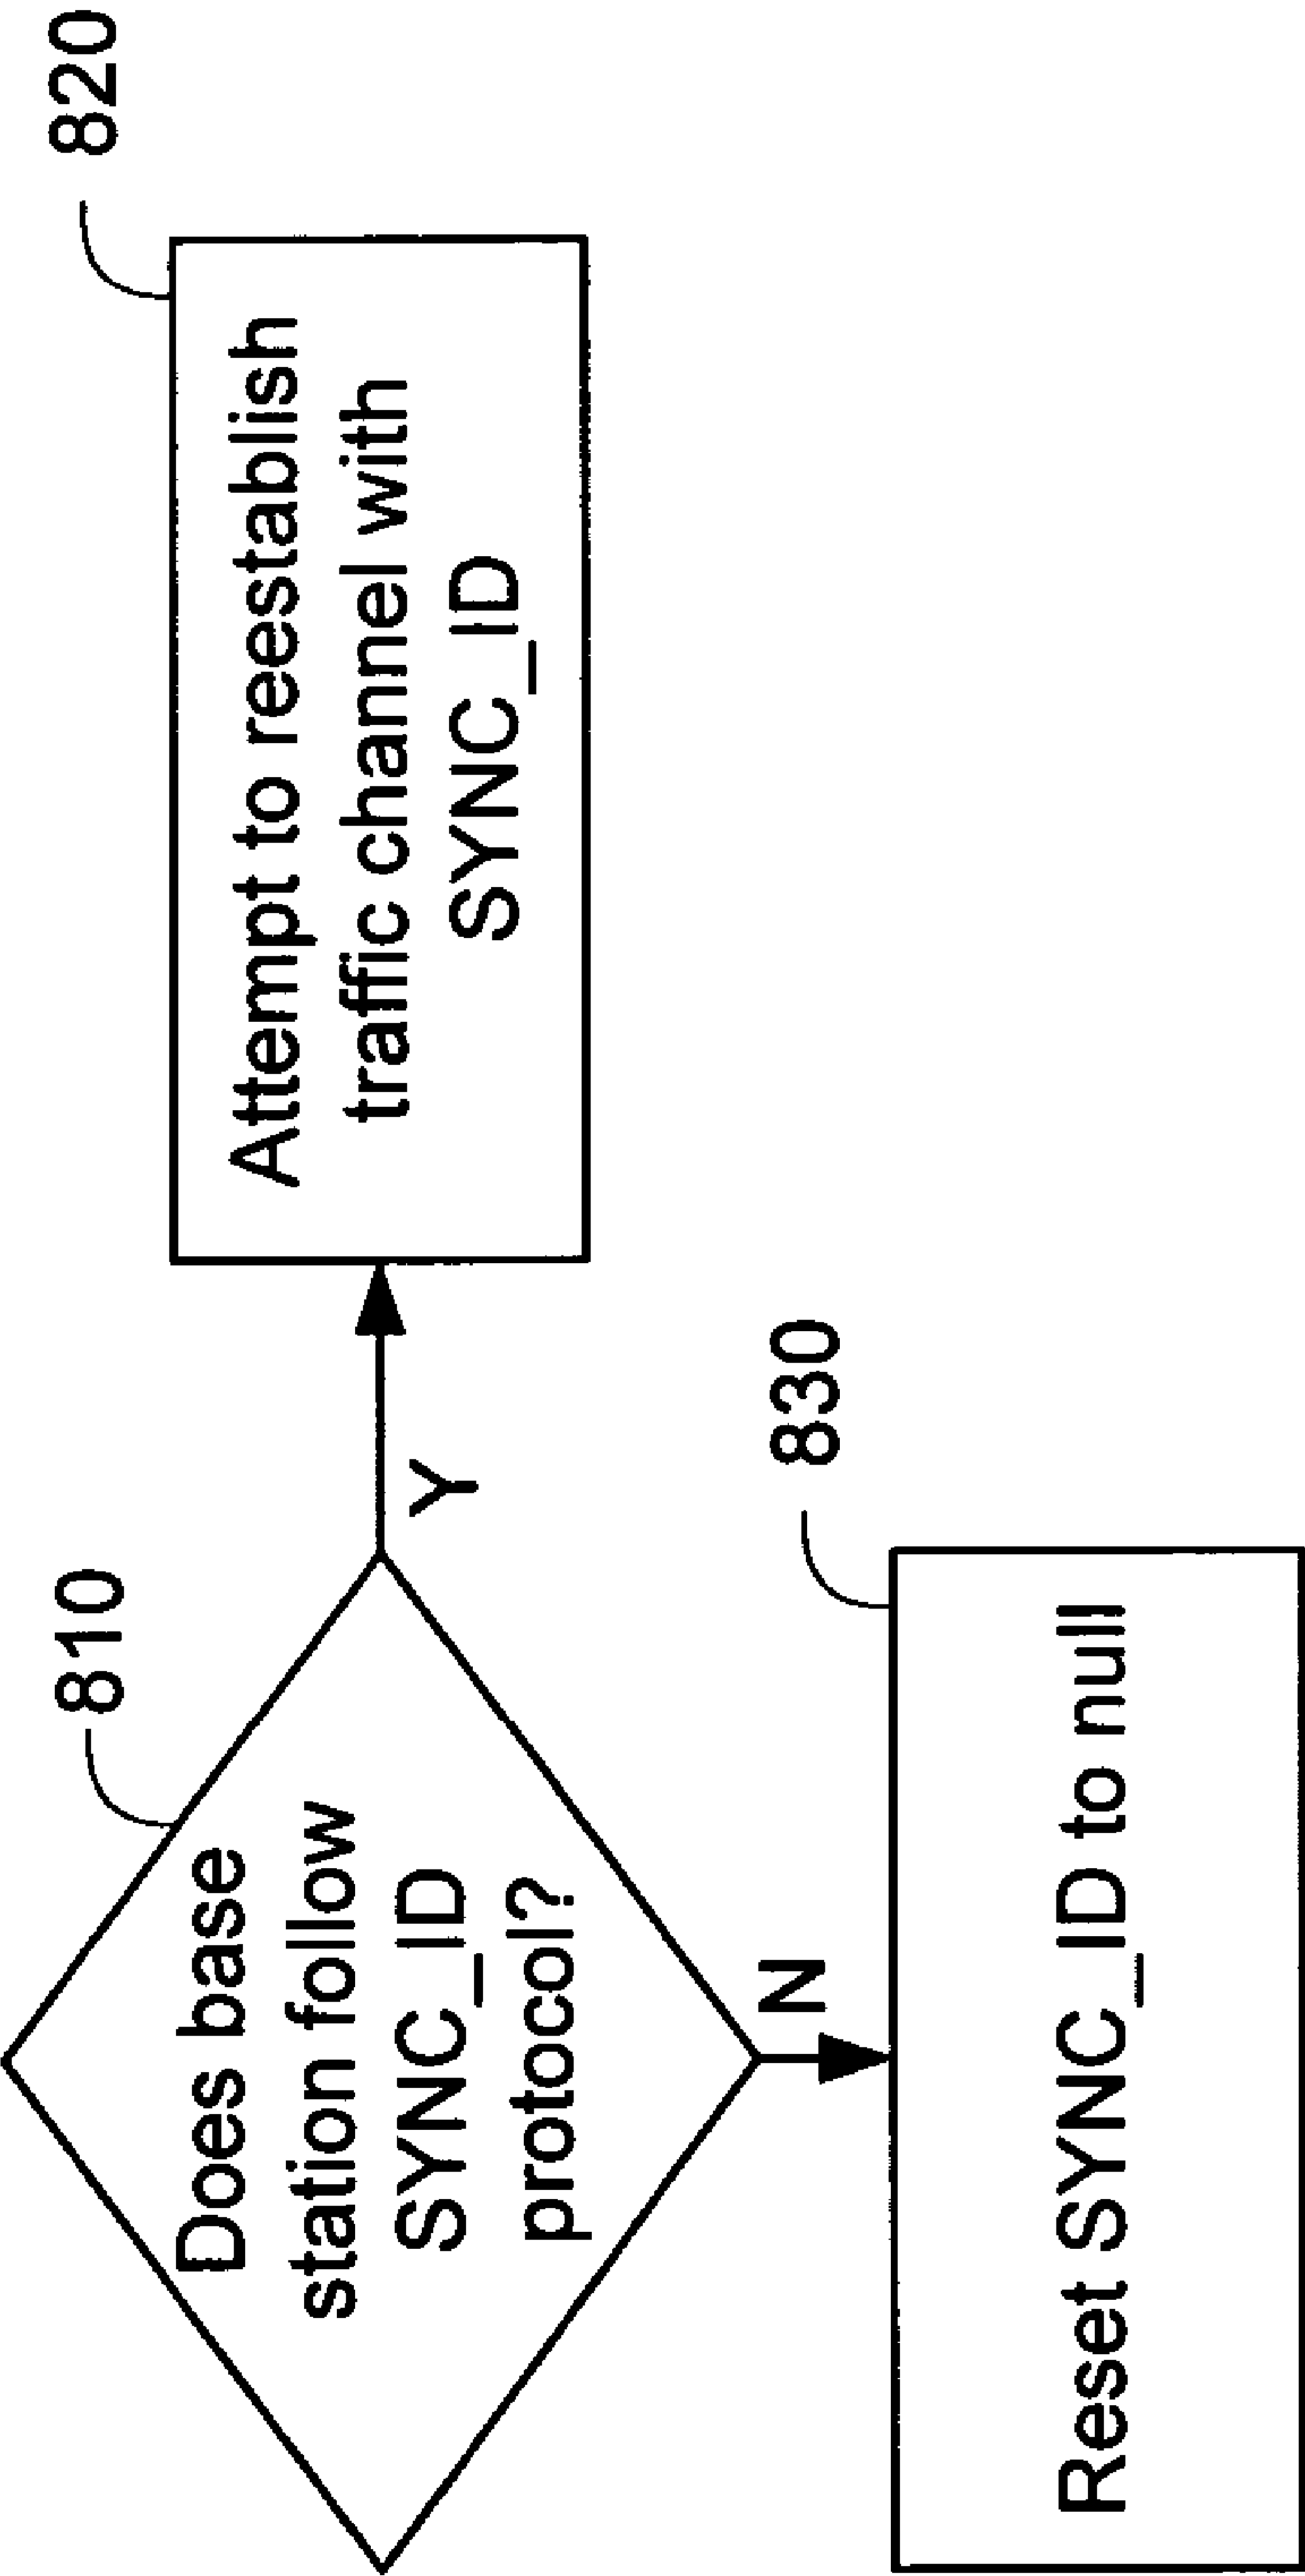 810
Does base
station follow
SYNC_ID
protocol?
Y
820
Attempt to reestablish
traffic channel with
SYNC_ID
N
830
Reset SYNC_ID to null